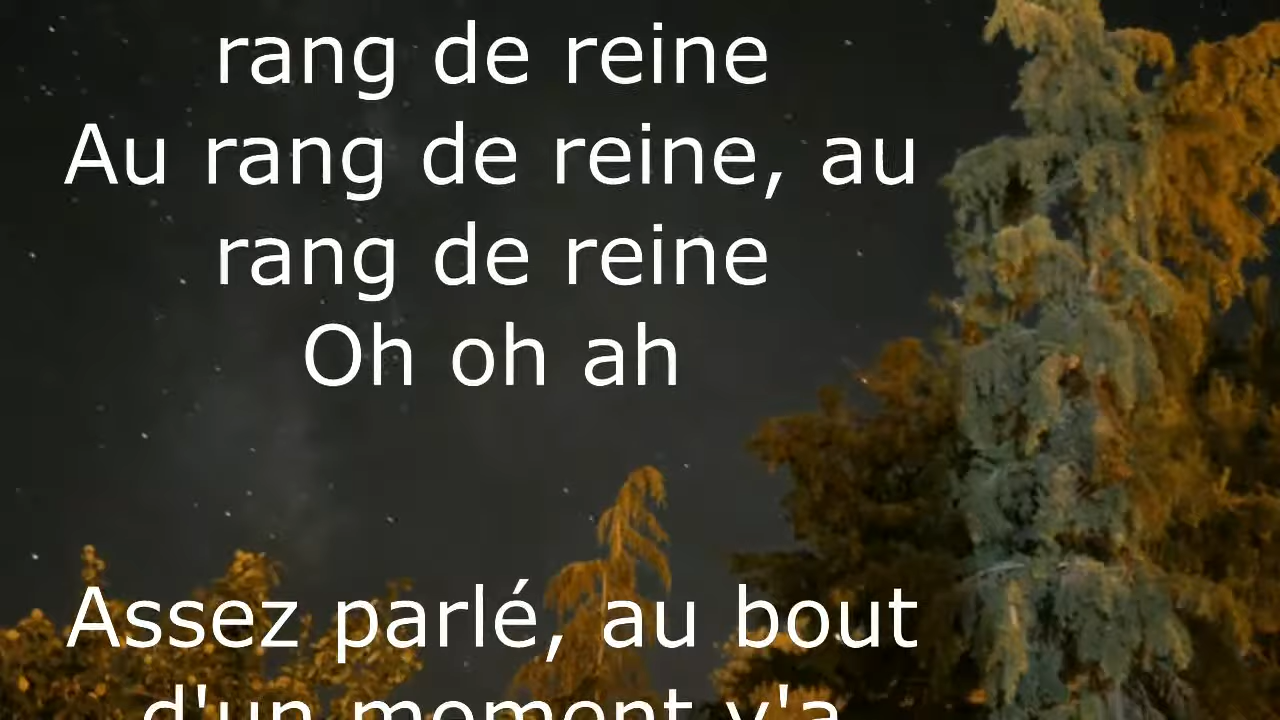 rang de reine
Au rang de reine, au
rang de reine
Oh oh ah
Assez parlé, au bout
d'un moment y'a